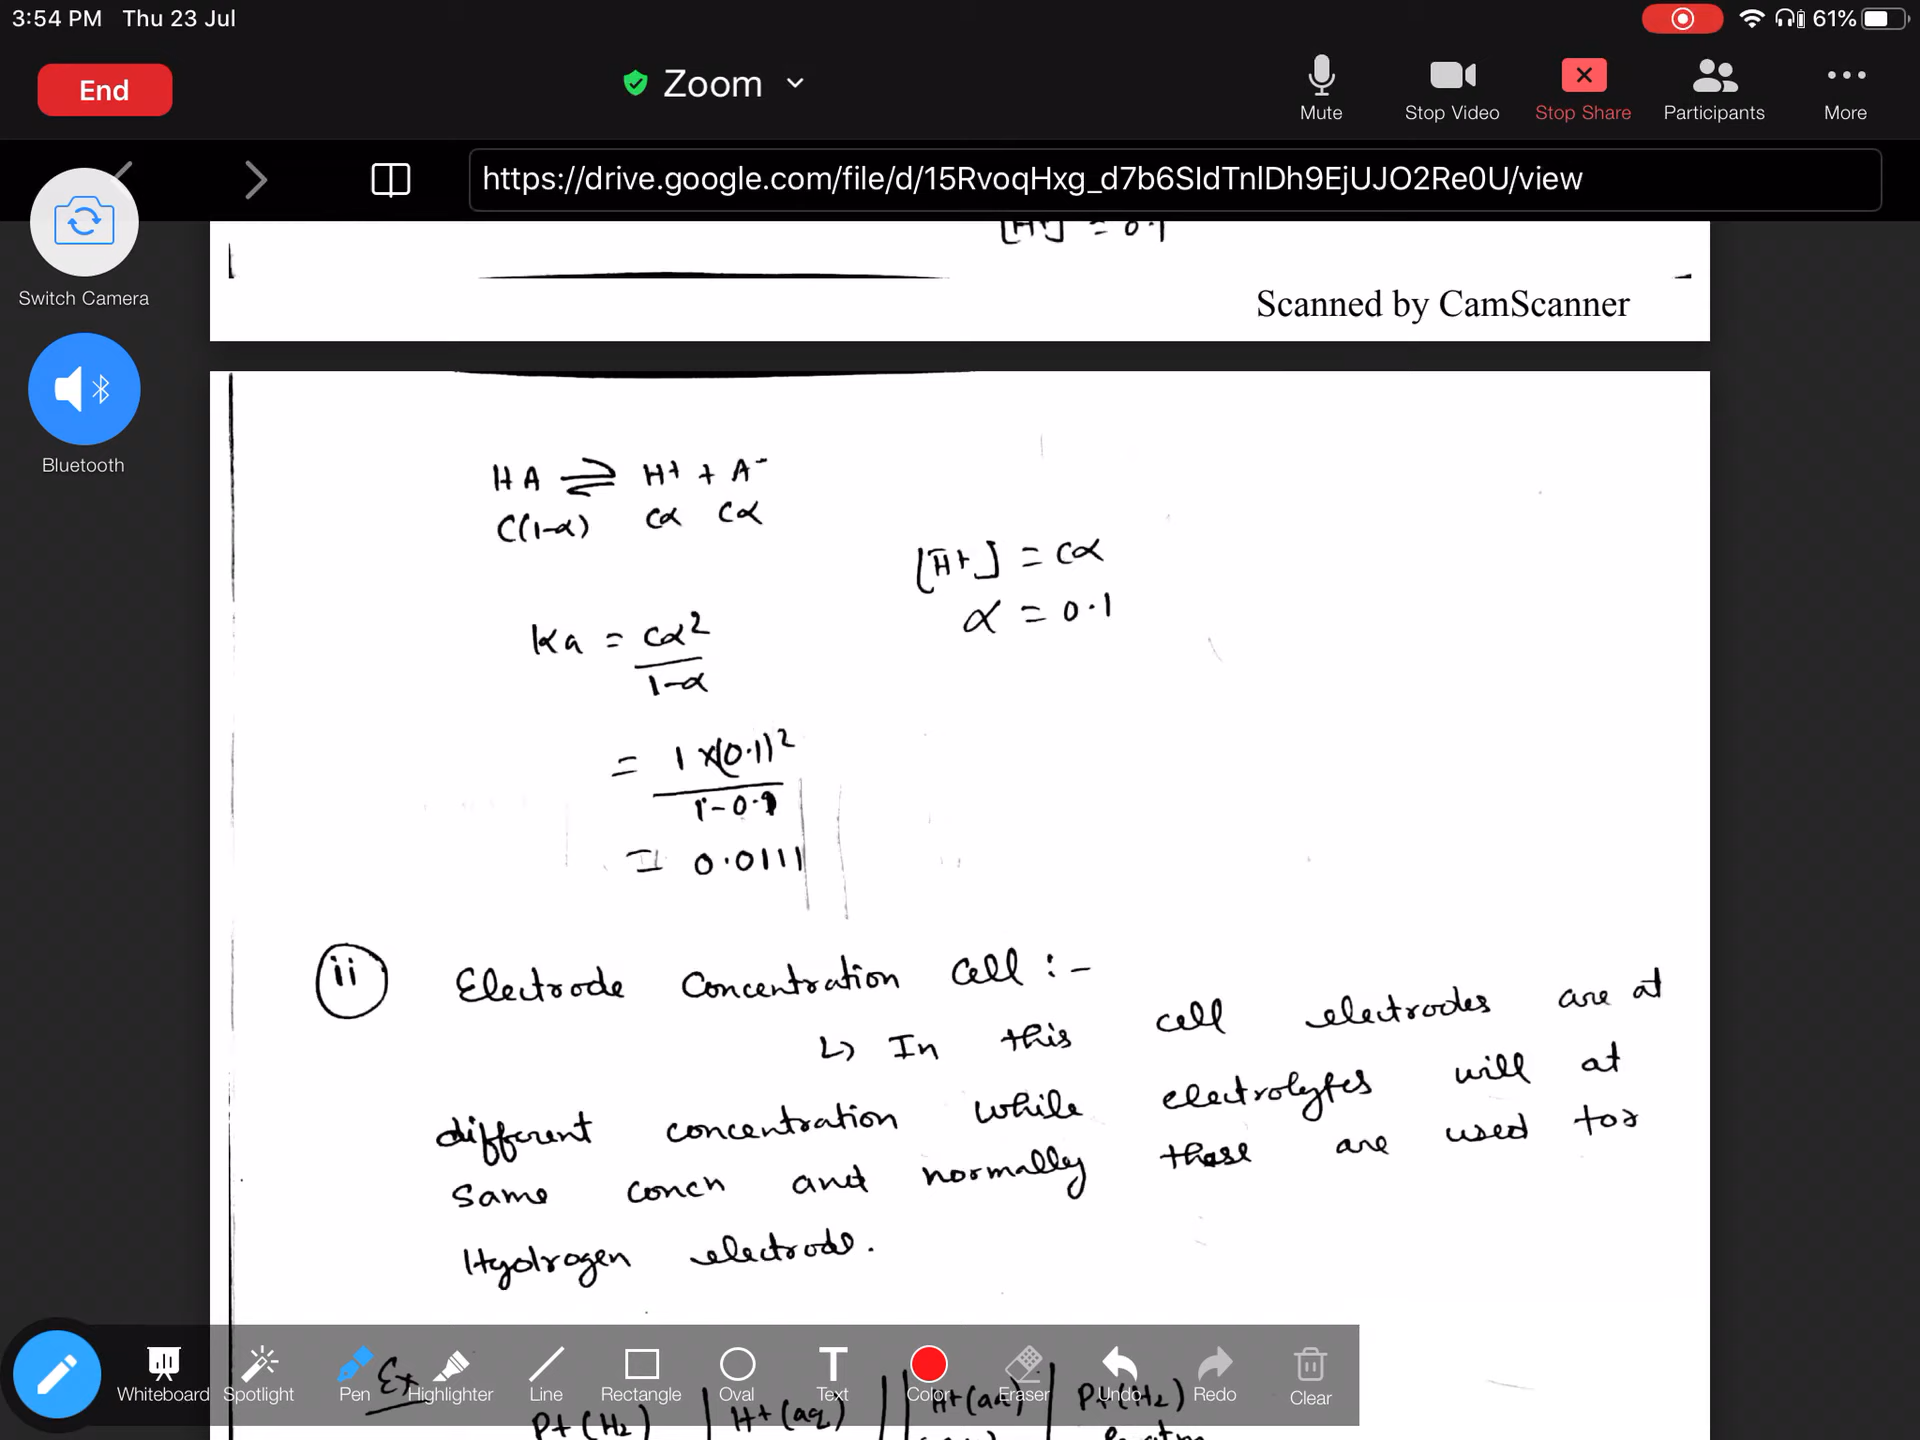 3:54 PM Thu 23 Jul
61%
End
Zoom
Mute
Stop Video
Stop Share
Participants
More
https://drive.google.com/file/d/15RvoqHxg_d7b6SIdTnlDh9EjUJO2Re0U/view
Switch Camera
Bluetooth
[H+] = 0.1
Scanned by CamScanner
HA ⇌ H+ + A-
C(1-α) Cα Cα
[H+] = Cα
α = 0.1
Ka = Cα²/1-α
= 1×(0.1)²/1-0.1
= 0.0111
ii Electrode Concentration Cell :-
↳ In this cell electrodes are at
different concentration while electrolytes will at
same concn and normally these are used for
Hydrogen electrode.
Ex
Pt (H2) | H+ (aq) || H+ (aq) | Pt (H2)
Whiteboard
Spotlight
Pen
Highlighter
Line
Rectangle
Oval
Text
Color
Eraser
Undo
Redo
Clear